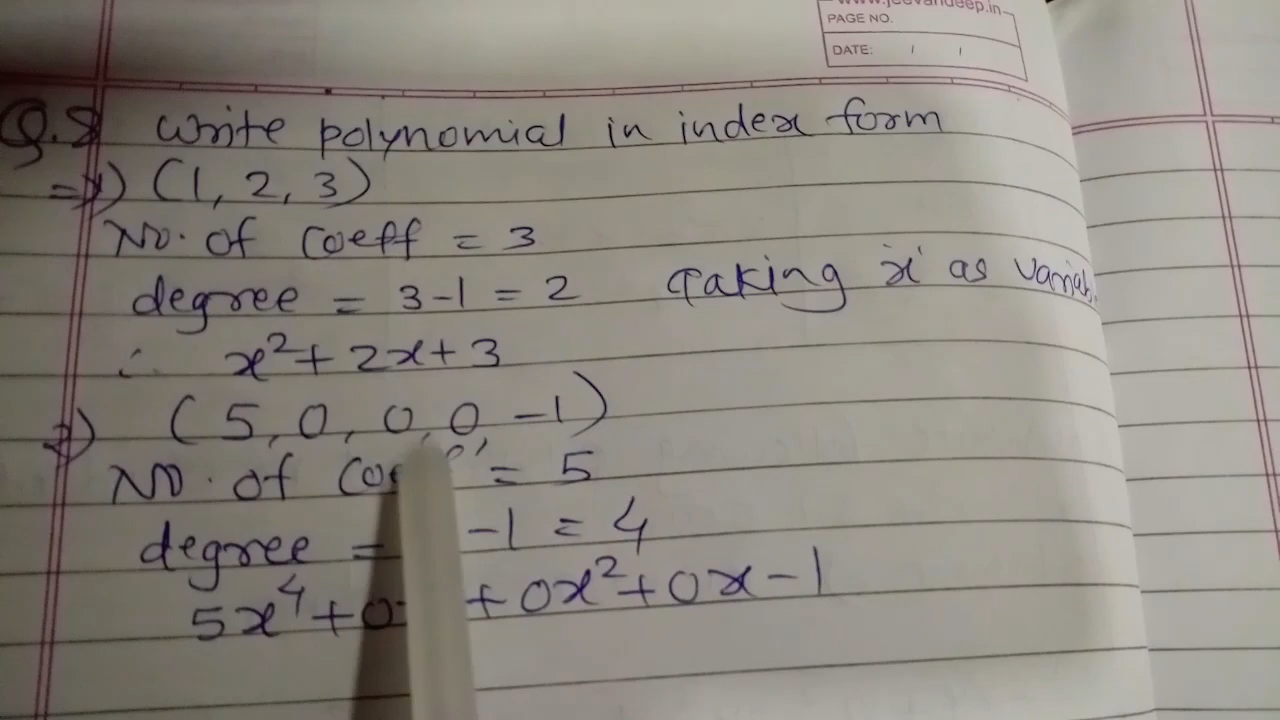 www.jeevandeep.in
PAGE NO.
DATE: / /
Q.8 Write polynomial in index form
=> 1) (1, 2, 3)
No. of coeff = 3
degree = 3-1 = 2 Taking 'x' as
∴ x² + 2x + 3
2) (5, 0, 0, 0, -1)
No. of = 5
degree = -1 = 4
5x⁴ + 0 + 0x² + 0x - 1